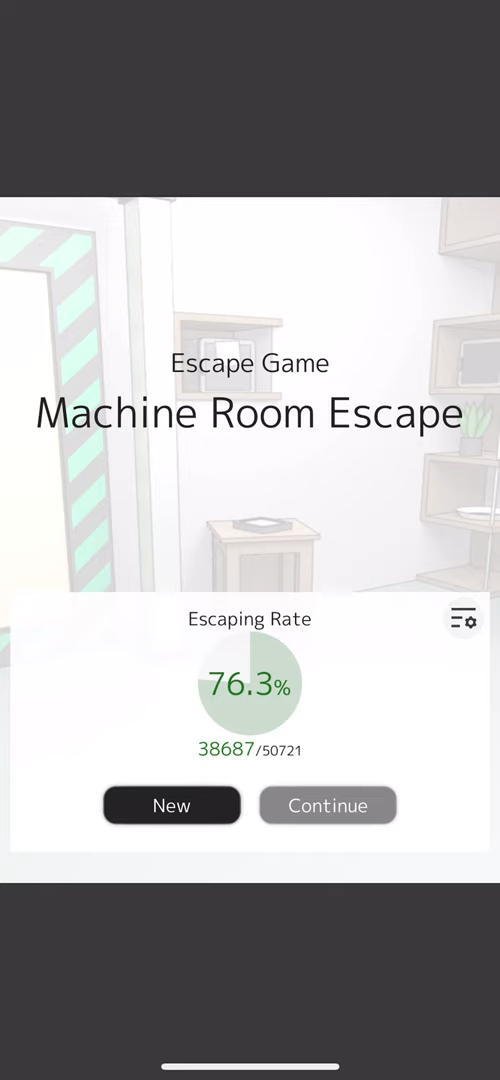 Escape Game
Machine Room Escape
Escaping Rate
76.3%
38687/50721
New
Continue